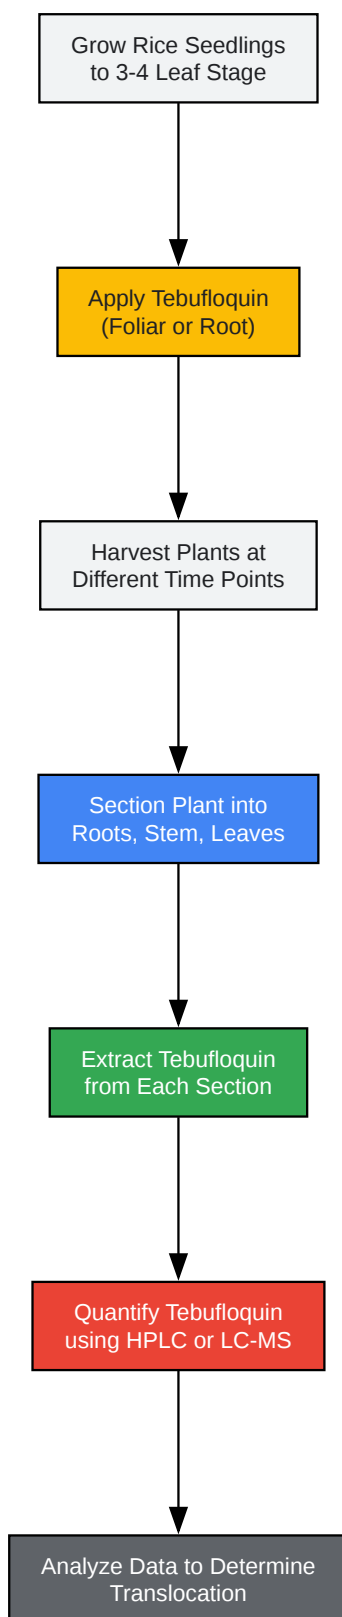 Grow Rice Seedlings
to 3-4 Leaf Stage
Apply Tebufloquin
(Foliar or Root)
Harvest Plants at
Different Time Points
Section Plant into
Roots, Stem, Leaves
Extract Tebufloquin
from Each Section
Quantify Tebufloquin
using HPLC or LC-MS
Analyze Data to Determine
Translocation